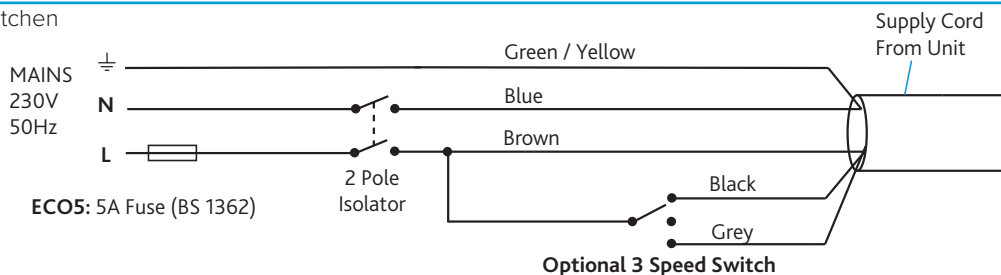 Supply Cord
From Unit
Green / Yellow
MAINS
230V
50Hz
N
Blue
L
Brown
2 Pole
Isolator
Black
ECO5: 5A Fuse (BS 1362)
Grey
Optional 3 Speed Switch